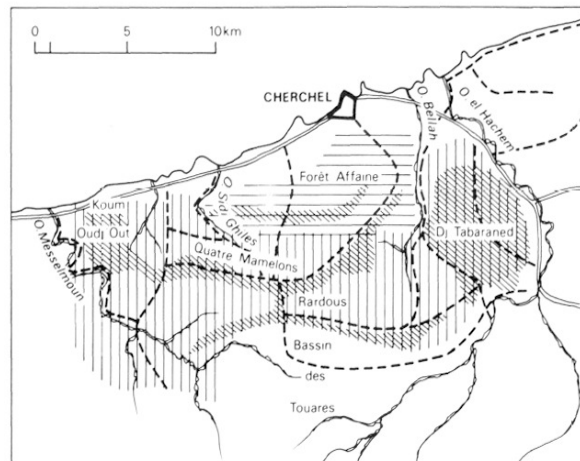 0 5 10km
CHERCHEL
O. Bellah
O. el Hachem
Forêt Affaine
O. Sidi Ghiles
Koum
Oudj Out
O. Messelmoun
Quatre Mamelons
Dj Tabaraned
Rardous
Bassin
des
Touares